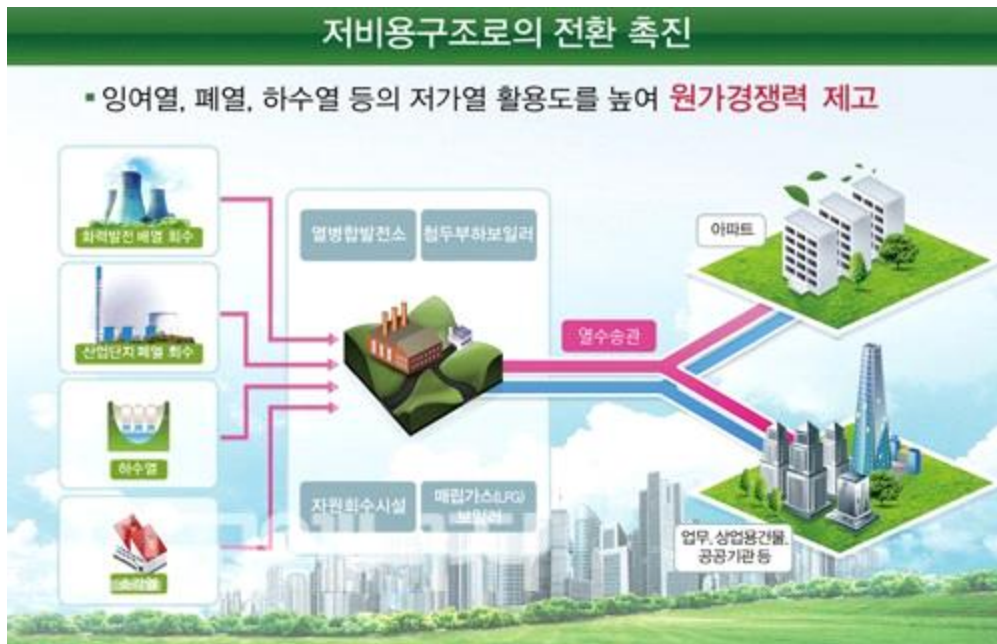 저비용구조로의 전환 촉진
▪ 잉여열, 폐열, 하수열 등의 저가열 활용도를 높여 원가경쟁력 제고
화력발전 배열 회수
산업단지 폐열 회수
하수열
소각열
열병합발전소
첨두부하보일러
자원회수시설
매립가스(LFG)
보일러
열수송관
아파트
업무, 상업용건물,
공공기관 등